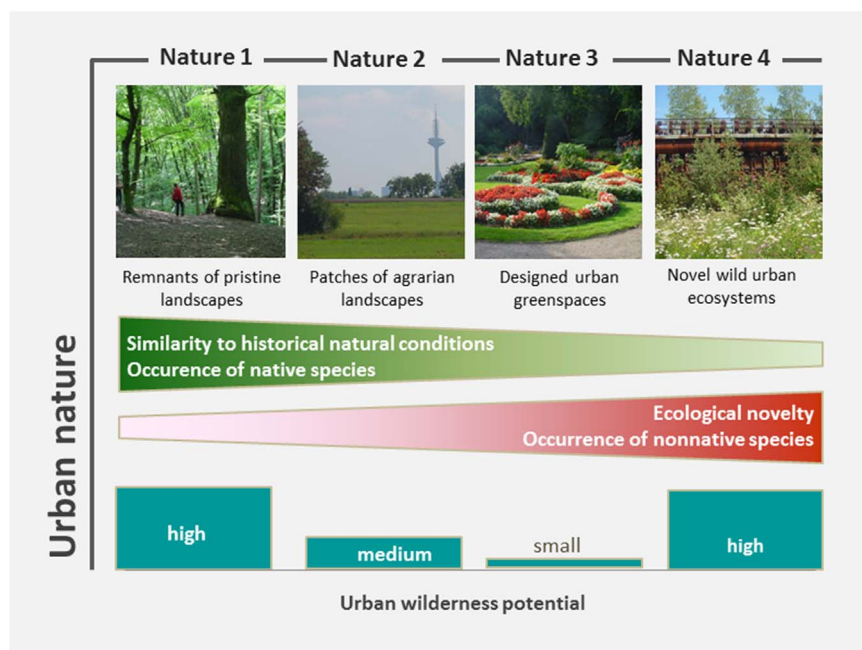 Nature 1
Nature 2
Nature 3
Nature 4
Remnants of pristine
landscapes
Patches of agrarian
landscapes
Designed urban
greenspaces
Novel wild urban
ecosystems
Similarity to historical natural conditions
Occurence of native species
Ecological novelty
Occurrence of nonnative species
Urban nature
high
medium
small
high
Urban wilderness potential